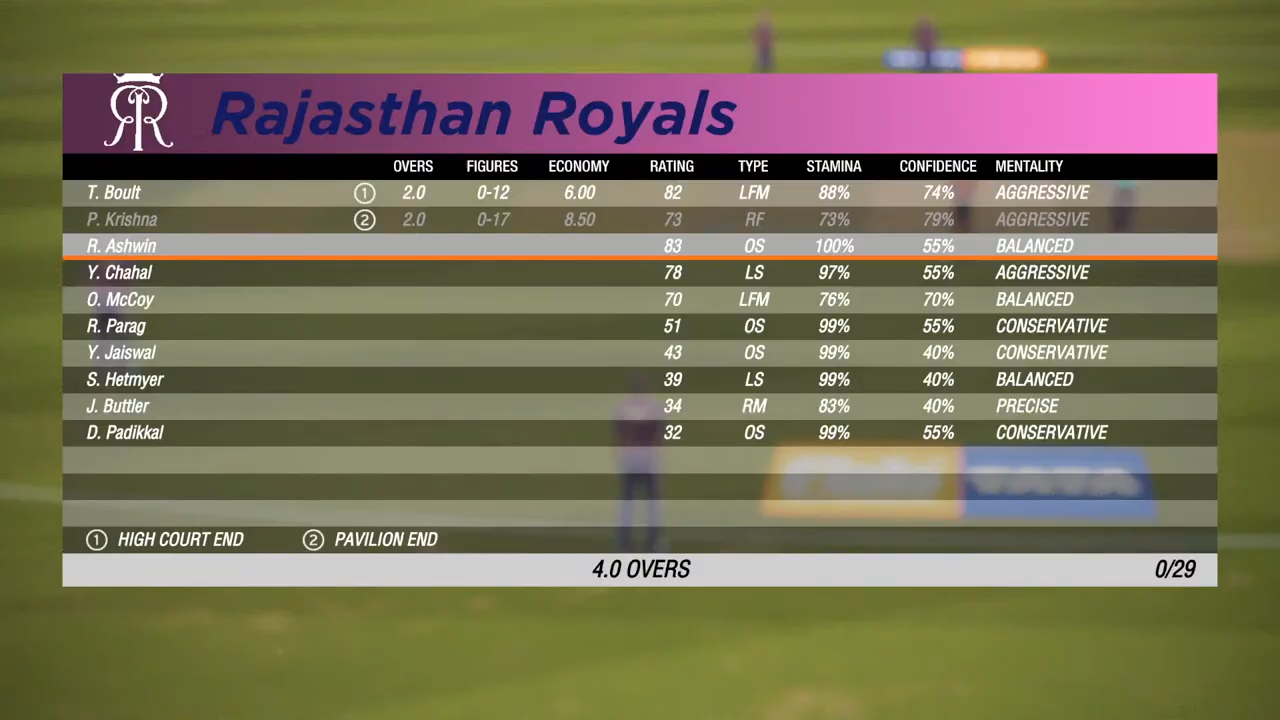 Rajasthan Royals
OVERS FIGURES ECONOMY RATING TYPE STAMINA CONFIDENCE MENTALITY
T. Boult 1 2.0 0-12 6.00 82 LFM 88% 74% AGGRESSIVE
P. Krishna 2 2.0 0-17 8.50 73 RF 73% 79% AGGRESSIVE
R. Ashwin 83 OS 100% 55% BALANCED
Y. Chahal 78 LS 97% 55% AGGRESSIVE
O. McCoy 70 LFM 76% 70% BALANCED
R. Parag 51 OS 99% 55% CONSERVATIVE
Y. Jaiswal 43 OS 99% 40% CONSERVATIVE
S. Hetmyer 39 LS 99% 40% BALANCED
J. Buttler 34 RM 83% 40% PRECISE
D. Padikkal 32 OS 99% 55% CONSERVATIVE
TATA
1 HIGH COURT END 2 PAVILION END
4.0 OVERS 0/29